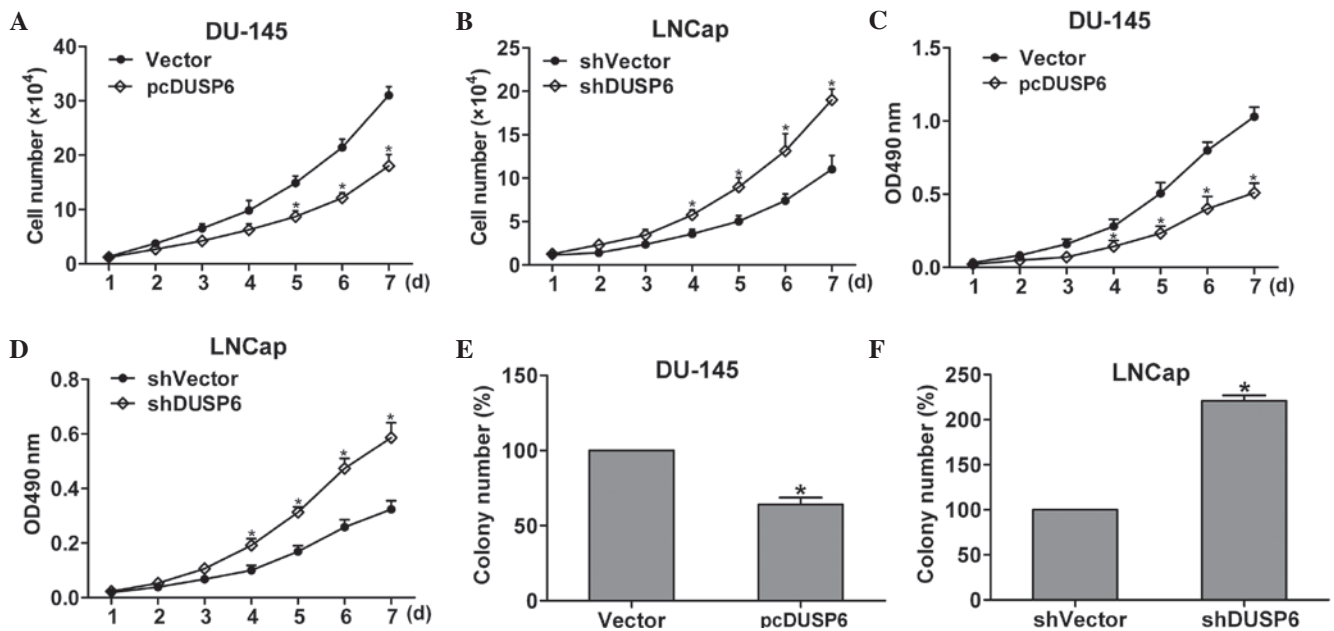 A
DU-145
Vector
pcDUSP6
Cell number (×10⁴)
40
30
20
10
0
1 2 3 4 5 6 7 (d)
* * *
B
LNCap
shVector
shDUSP6
Cell number (×10⁴)
25
20
15
10
5
0
1 2 3 4 5 6 7 (d)
* * * *
C
DU-145
Vector
pcDUSP6
OD490 nm
1.0
0.5
0.0
1 2 3 4 5 6 7 (d)
* * * *
D
LNCap
shVector
shDUSP6
OD490 nm
0.8
0.6
0.4
0.2
0.0
1 2 3 4 5 6 7 (d)
* * * *
E
DU-145
Colony number (%)
150
100
50
0
*
Vector pcDUSP6
F
LNCap
Colony number (%)
250
200
150
100
50
0
*
shVector shDUSP6